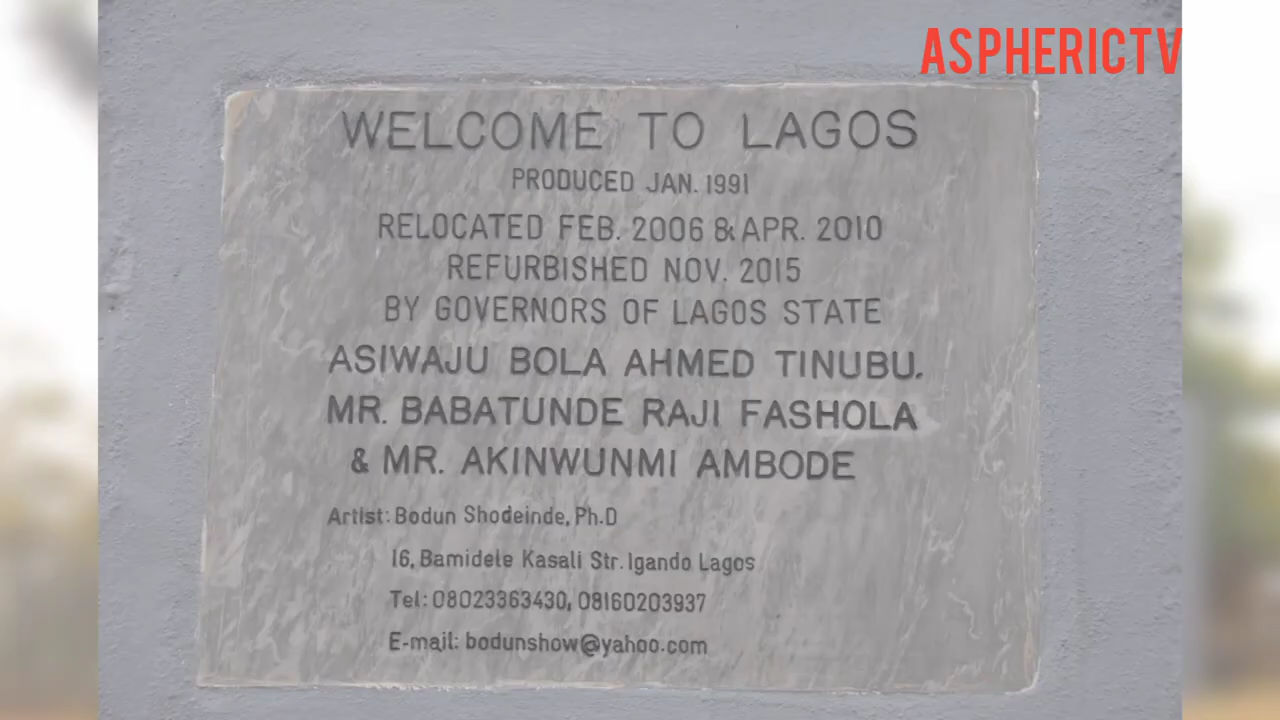 ASPHERICTV
WELCOME TO LAGOS
PRODUCED JAN. 1991
RELOCATED FEB. 2006 & APR. 2010
REFURBISHED NOV. 2015
BY GOVERNORS OF LAGOS STATE
ASIWAJU BOLA AHMED TINUBU.
MR. BABATUNDE RAJI FASHOLA
& MR. AKINWUNMI AMBODE
Artist: Bodun Shodeinde, Ph.D
16, Bamidele Kasali Str. Igando Lagos
Tel: 08023363430, 08160203937
E-mail: bodunshow@yahoo.com